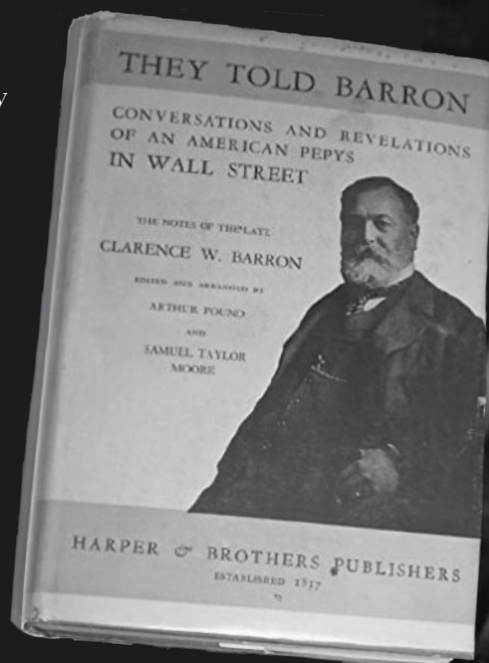 y
THEY TOLD BARRON
CONVERSATIONS AND REVELATIONS
OF AN AMERICAN PEPYS
IN WALL STREET
THE NOTES OF THE LATE
CLARENCE W. BARRON
EDITED AND ARRANGED BY
ARTHUR POUND
AND
SAMUEL TAYLOR
MOORE
HARPER & BROTHERS PUBLISHERS
ESTABLISHED 1817